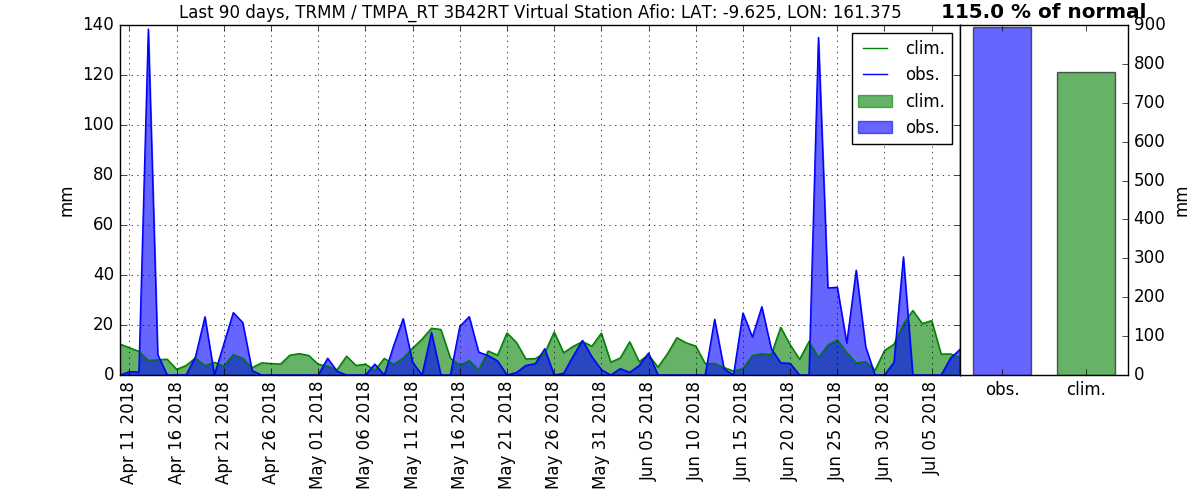 Last 90 days, TRMM / TMPA_RT 3B42RT Virtual Station Afio: LAT: -9.625, LON: 161.375
115.0 % of normal
140
120
100
80
60
40
20
0
mm
clim.
obs.
clim.
obs.
900
800
700
600
500
400
300
200
100
0
mm
Apr 11 2018
Apr 16 2018
Apr 21 2018
Apr 26 2018
May 01 2018
May 06 2018
May 11 2018
May 16 2018
May 21 2018
May 26 2018
May 31 2018
Jun 05 2018
Jun 10 2018
Jun 15 2018
Jun 20 2018
Jun 25 2018
Jun 30 2018
Jul 05 2018
obs.
clim.